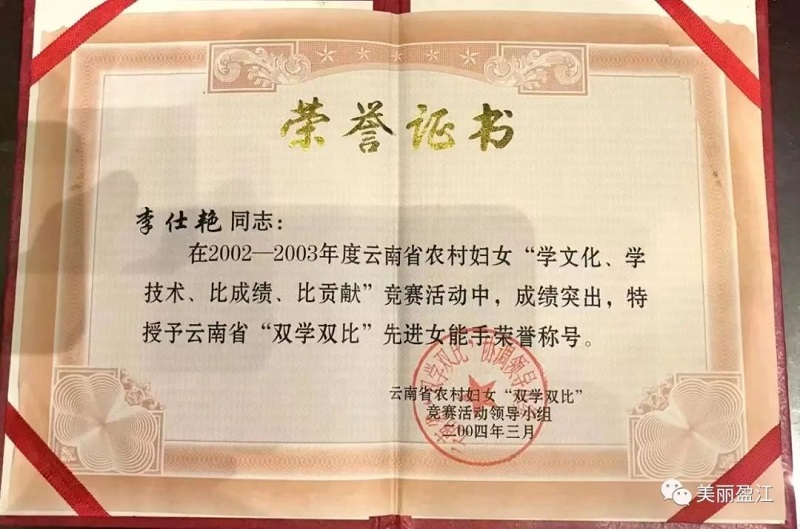 荣誉证书
李仕艳同志：
在2002—2003年度云南省农村妇女“学文化、学
技术、比成绩、比贡献”竞赛活动中，成绩突出，特
授予云南省“双学双比”先进女能手荣誉称号。
云南省农村妇女“双学双比”
竞赛活动领导小组
二00四年三月
美丽盈江